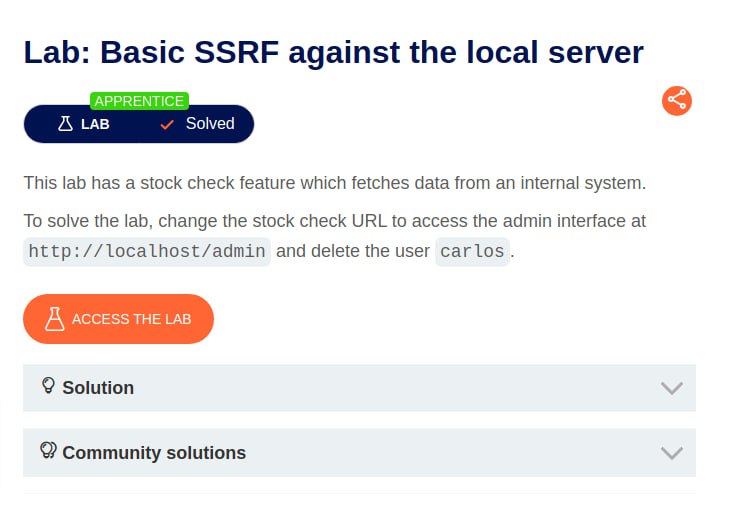 Lab: Basic SSRF against the local server
APPRENTICE
LAB Solved
This lab has a stock check feature which fetches data from an internal system.
To solve the lab, change the stock check URL to access the admin interface at
http://localhost/admin and delete the user carlos.
ACCESS THE LAB
Solution
Community solutions